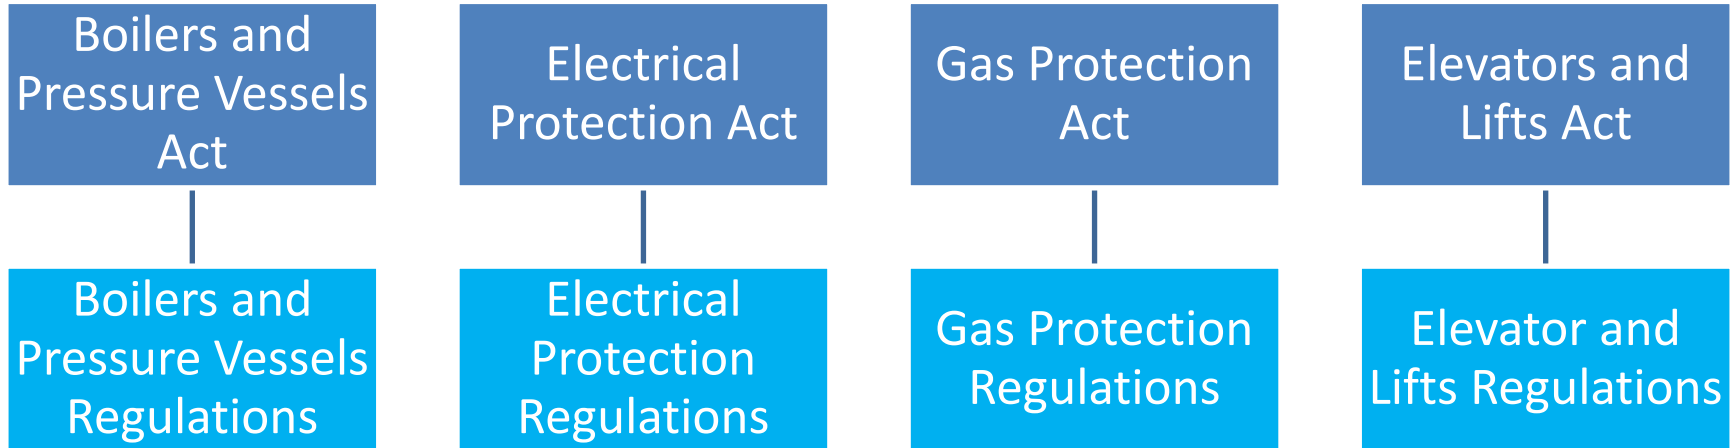 Boilers and
Pressure Vessels
Act
Electrical
Protection Act
Gas Protection
Act
Elevators and
Lifts Act
Boilers and
Pressure Vessels
Regulations
Electrical
Protection
Regulations
Gas Protection
Regulations
Elevator and
Lifts Regulations